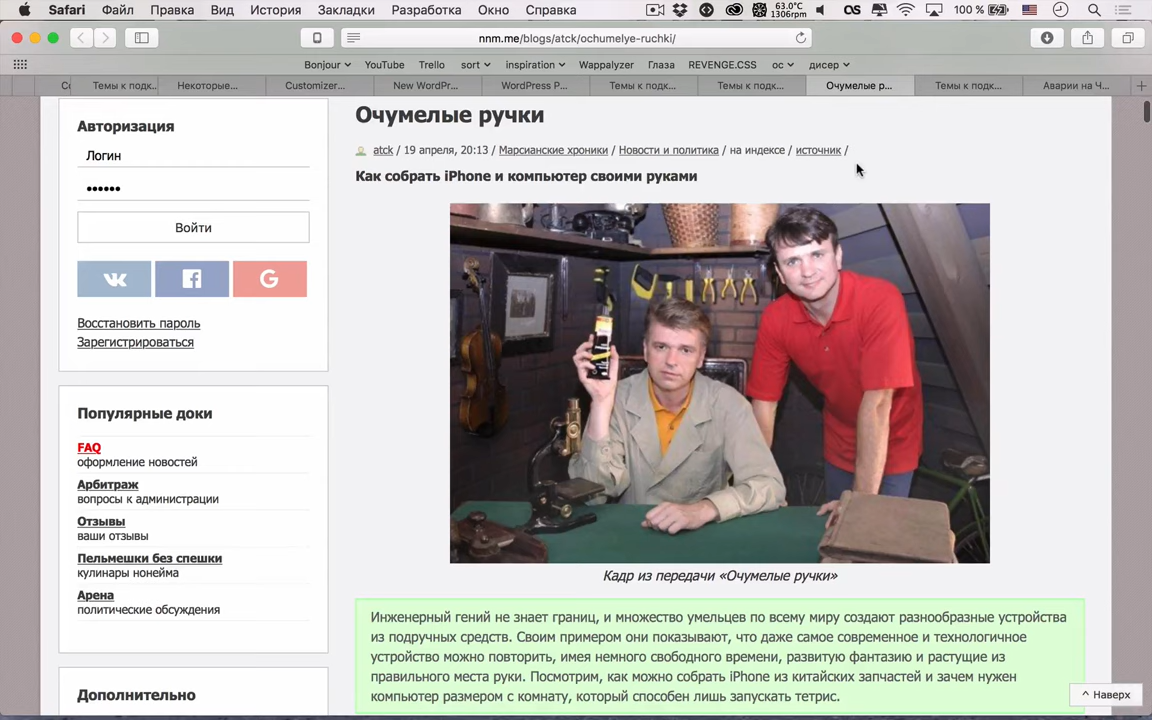 Safari Файл Правка Вид История Закладки Разработка Окно Справка 63.0°C 1306rpm 100 %
nnm.me/blogs/atck/ochumelye-ruchki/
Bonjour YouTube Trello sort inspiration Wappalyzer Глаза REVENGE.CSS ос дисер
Темы к подк... Некоторые... Customizer... New WordPr... WordPress P... Темы к подк... Темы к подк... Очумелые р... Темы к подк... Аварии на Ч...
Авторизация
Логин
••••••
Войти
Восстановить пароль
Зарегистрироваться
Популярные доки
FAQ
оформление новостей
Арбитраж
вопросы к администрации
Отзывы
ваши отзывы
Пельмешки без спешки
кулинары нонейма
Арена
политические обсуждения
Дополнительно
Очумелые ручки
atck / 19 апреля, 20:13 / Марсианские хроники / Новости и политика / на индексе / источник /
Как собрать iPhone и компьютер своими руками
Кадр из передачи «Очумелые ручки»
Инженерный гений не знает границ, и множество умельцев по всему миру создают разнообразные устройства
из подручных средств. Своим примером они показывают, что даже самое современное и технологичное
устройство можно повторить, имея немного свободного времени, развитую фантазию и растущие из
правильного места руки. Посмотрим, как можно собрать iPhone из китайских запчастей и зачем нужен
компьютер размером с комнату, который способен лишь запускать тетрис.
^ Наверх